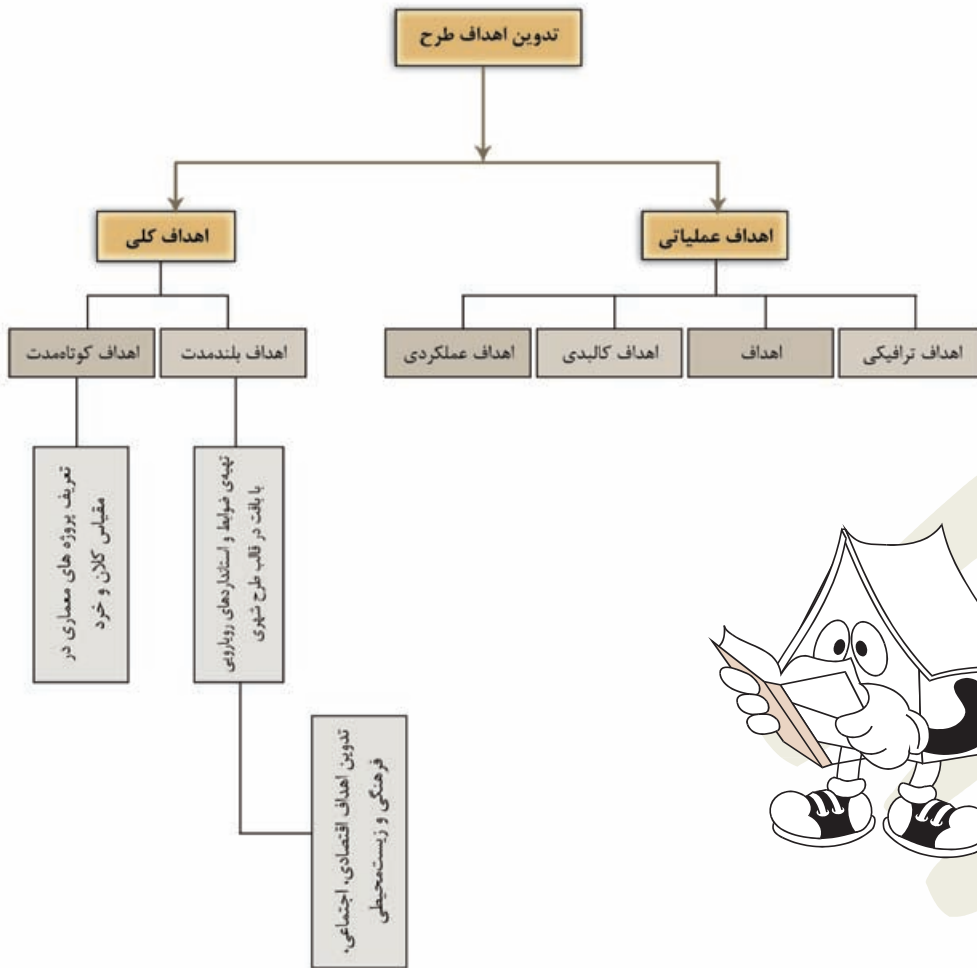 تدوین اهداف طرح
اهداف عملیاتی
اهداف کلی
اهداف ترافیکی
اهداف
اهداف کالبدی
اهداف عملکردی
اهداف بلندمدت
اهداف کوتاه‌مدت
تهیه‌ی ضوابط و استانداردهای رویارویی
با بافت در قالب طرح شهری
تعریف پروژه های معماری در
مقیاس کلان و خرد
تدوین اهداف اقتصادی، اجتماعی،
فرهنگی و زیست‌محیطی